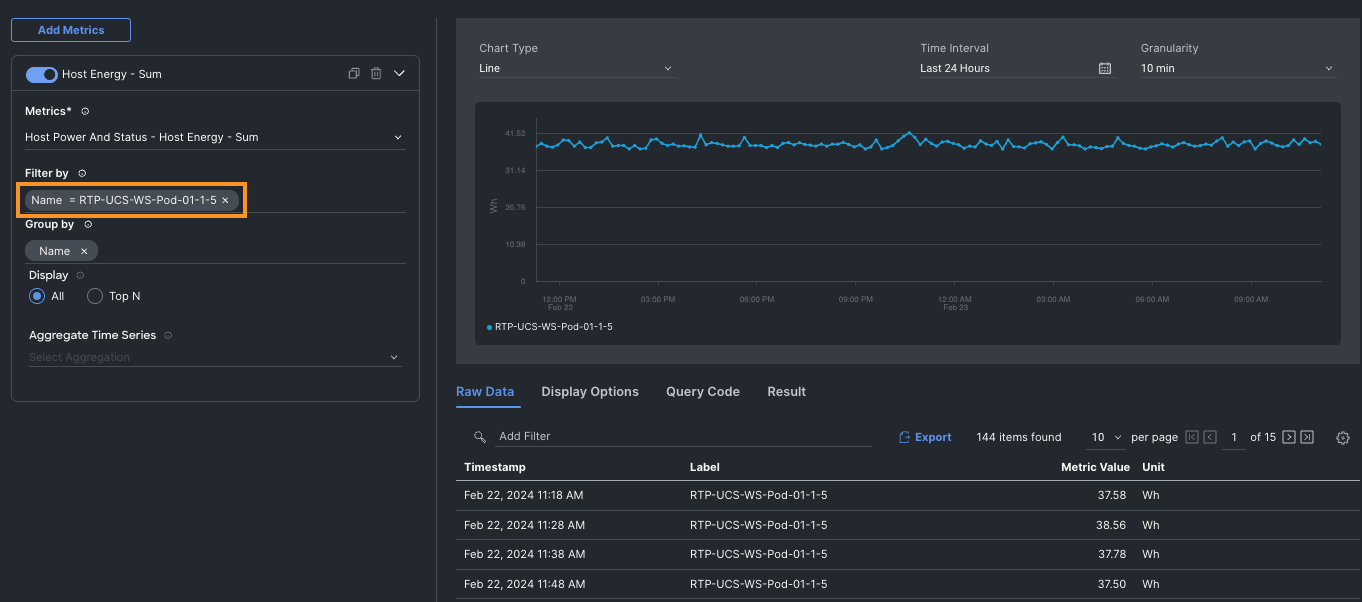 Add Metrics
Host Energy - Sum
Metrics*
Host Power And Status - Host Energy - Sum
Filter by
Name = RTP-UCS-WS-Pod-01-1-5 ×
Group by
Name ×
Display
All Top N
Aggregate Time Series
Select Aggregation
Chart Type Time Interval Granularity
Line Last 24 Hours 10 min
41.52
31.14
20.76
10.38
0
Wh
12:00 PM 03:00 PM 06:00 PM 09:00 PM 12:00 AM 03:00 AM 06:00 AM 09:00 AM
Feb 22 Feb 23
RTP-UCS-WS-Pod-01-1-5
Raw Data Display Options Query Code Result
Add Filter Export 144 items found 10 per page 1 of 15
Timestamp Label Metric Value Unit
Feb 22, 2024 11:18 AM RTP-UCS-WS-Pod-01-1-5 37.58 Wh
Feb 22, 2024 11:28 AM RTP-UCS-WS-Pod-01-1-5 38.56 Wh
Feb 22, 2024 11:38 AM RTP-UCS-WS-Pod-01-1-5 37.78 Wh
Feb 22, 2024 11:48 AM RTP-UCS-WS-Pod-01-1-5 37.50 Wh